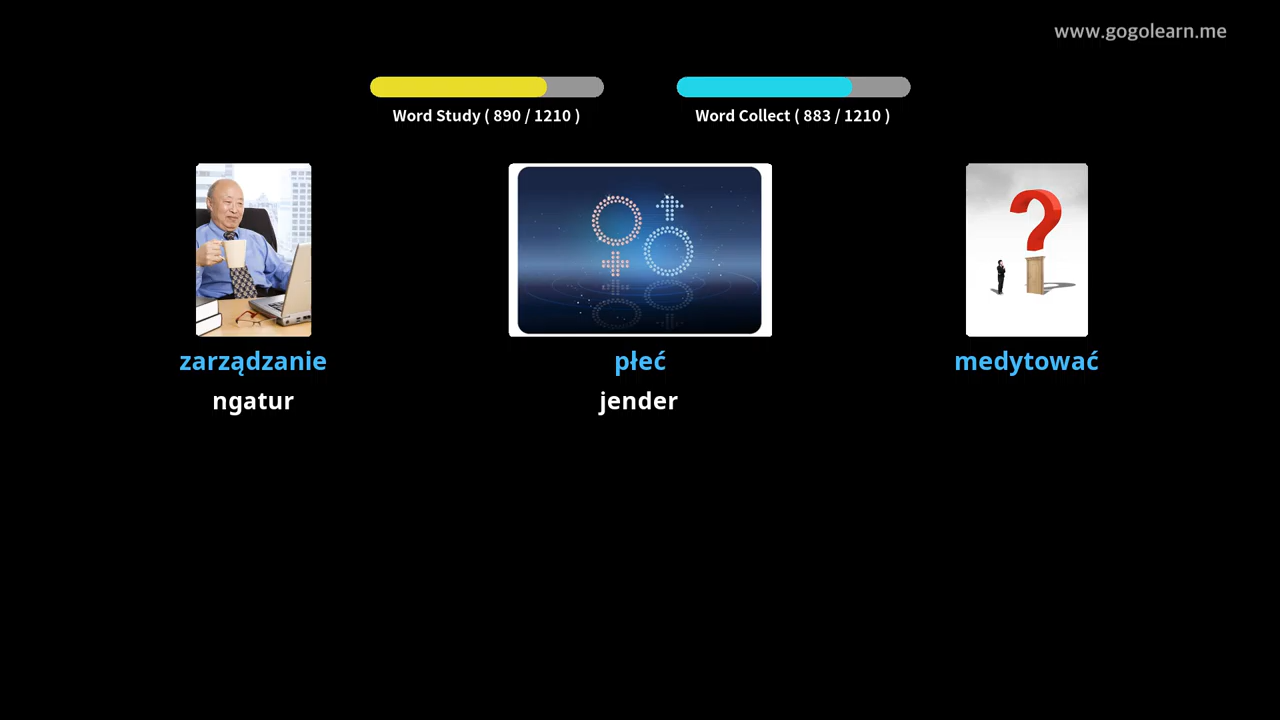 www.gogolearn.me
Word Study ( 890 / 1210 )
Word Collect ( 883 / 1210 )
zarządzanie
płeć
medytować
ngatur
jender